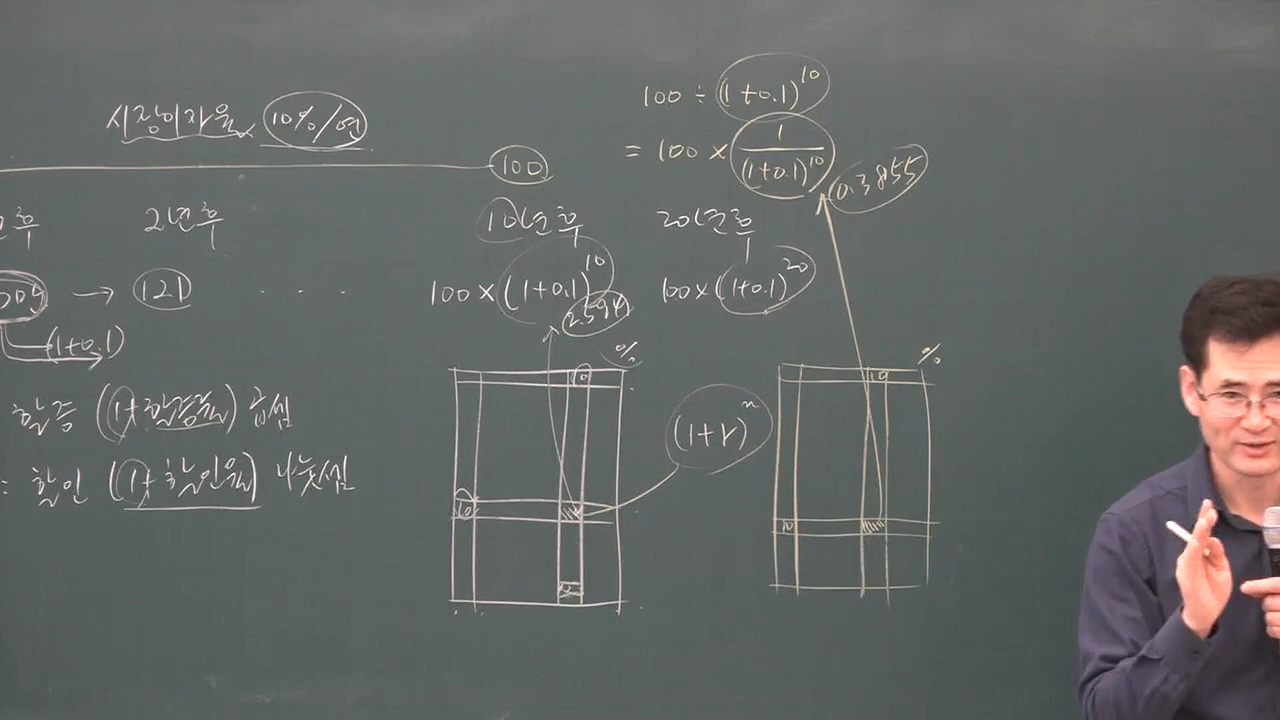 시장이자율 10%/연
100
100 ÷ (1+0.1)^10
= 100 × 1/(1+0.1)^10
0.3855
2년후
10년후
20년후
→ 121 . . .
(1+0.1)
100 × (1+0.1)^10
2.594
100 × (1+0.1)^20
할증 (1+할증율) 곱셈
: 할인 (1+할인율) 나눗셈
%
10
10
(1+r)^n
%
10
10